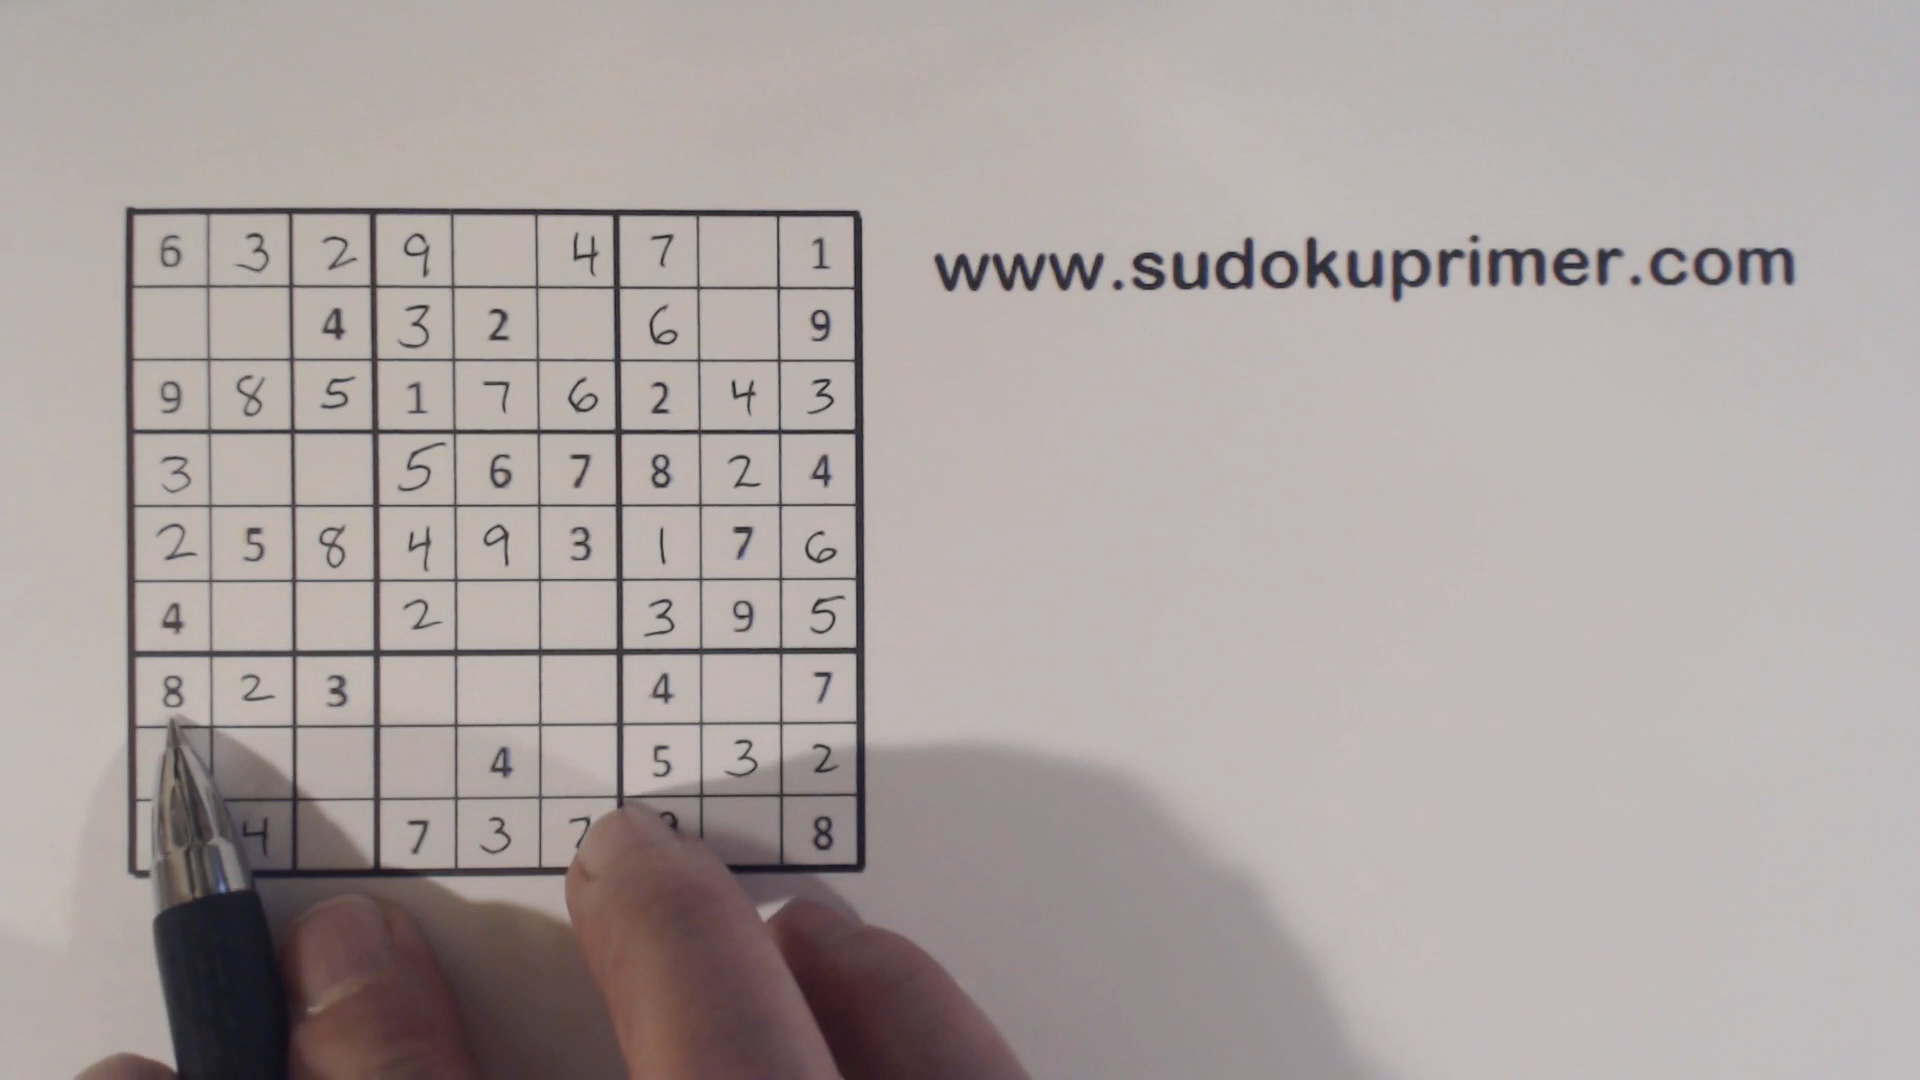 www.sudokuprimer.com
6 3 2 9 4 7 1
4 3 2 6 9
9 8 5 1 7 6 2 4 3
3 5 6 7 8 2 4
2 5 8 4 9 3 1 7 6
4 2 3 9 5
8 2 3 4 7
4 5 3 2
4 7 3 8